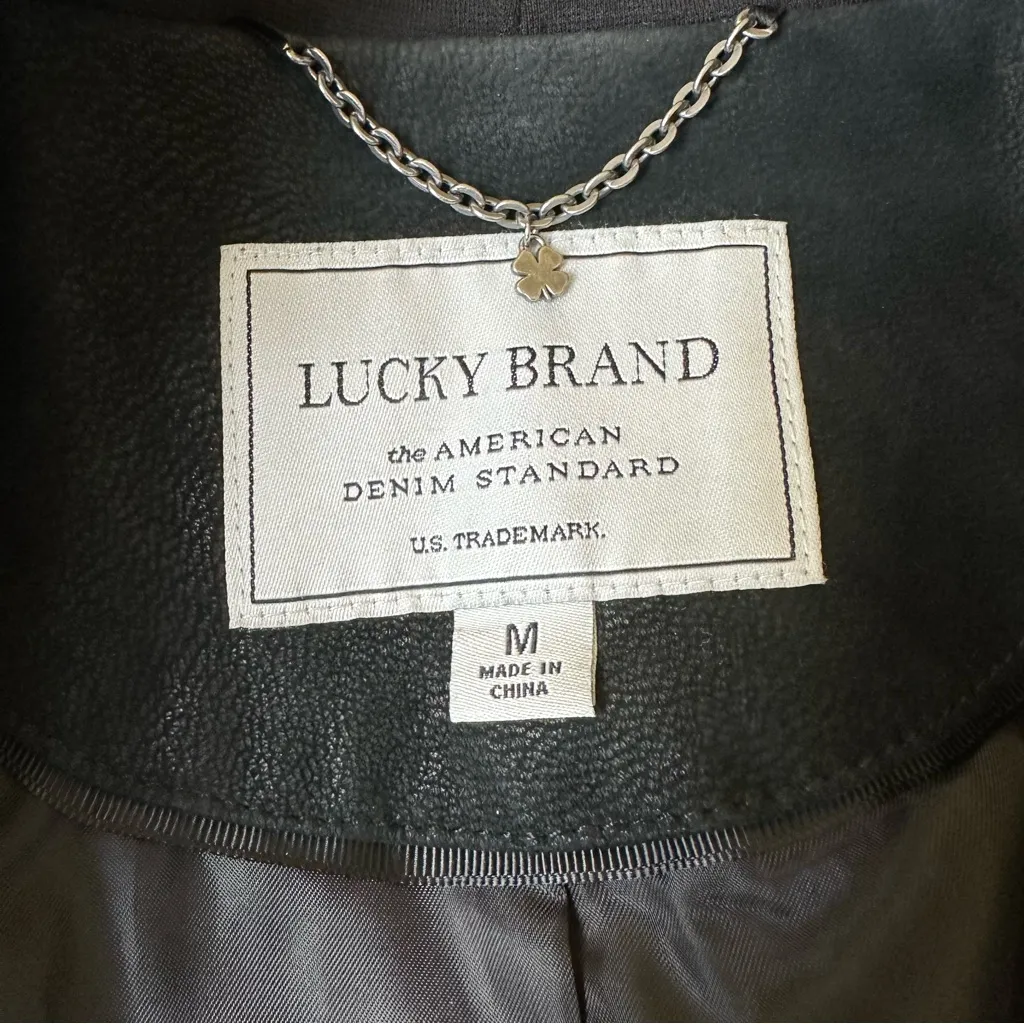 LUCKY BRAND
the AMERICAN
DENIM STANDARD
U.S. TRADEMARK.
M
MADE IN
CHINA